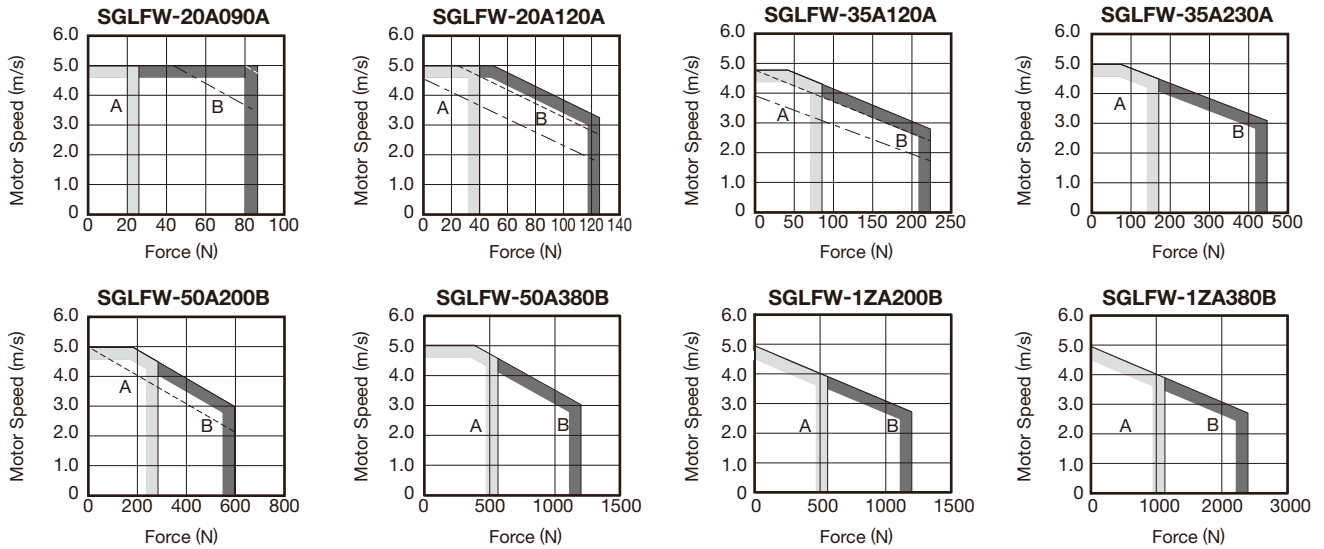 SGLFW-20A090A
Motor Speed (m/s)
6.0
5.0
4.0
3.0
2.0
1.0
0
A
B
0 20 40 60 80 100
Force (N)
SGLFW-20A120A
Motor Speed (m/s)
6.0
5.0
4.0
3.0
2.0
1.0
0
A
B
0 20 40 60 80 100 120 140
Force (N)
SGLFW-35A120A
Motor Speed (m/s)
6.0
5.0
4.0
3.0
2.0
1.0
0
A
B
0 50 100 150 200 250
Force (N)
SGLFW-35A230A
Motor Speed (m/s)
6.0
5.0
4.0
3.0
2.0
1.0
0
A
B
0 100 200 300 400 500
Force (N)
SGLFW-50A200B
Motor Speed (m/s)
6.0
5.0
4.0
3.0
2.0
1.0
0
A
B
0 200 400 600 800
Force (N)
SGLFW-50A380B
Motor Speed (m/s)
6.0
5.0
4.0
3.0
2.0
1.0
0
A
B
0 500 1000 1500
Force (N)
SGLFW-1ZA200B
Motor Speed (m/s)
6.0
5.0
4.0
3.0
2.0
1.0
0
A
B
0 500 1000 1500
Force (N)
SGLFW-1ZA380B
Motor Speed (m/s)
6.0
5.0
4.0
3.0
2.0
1.0
0
A
B
0 1000 2000 3000
Force (N)